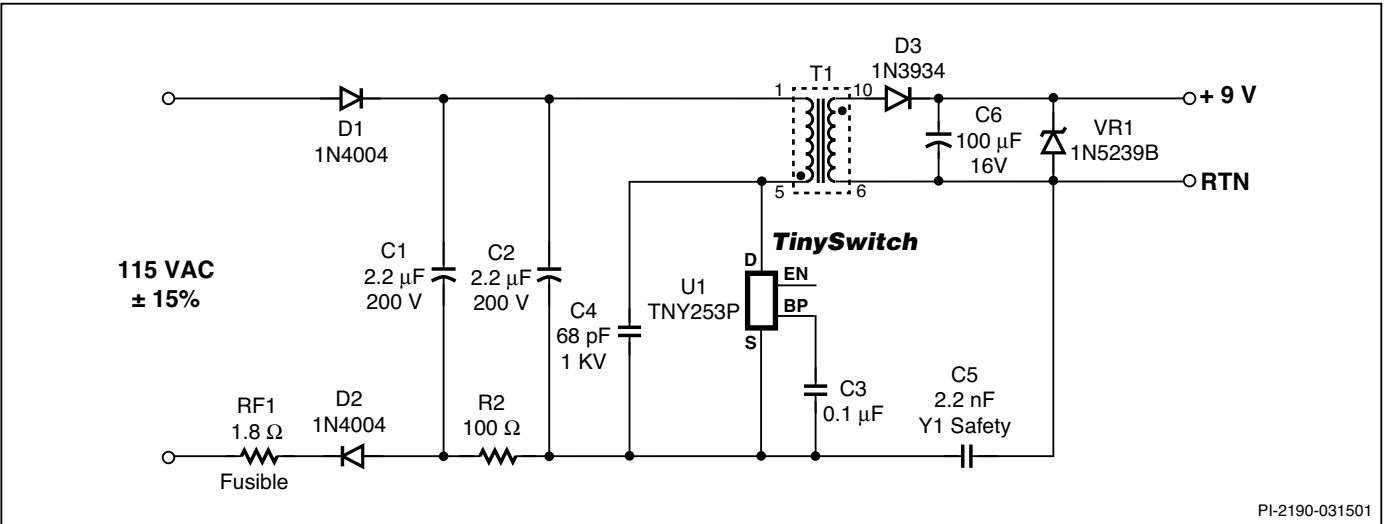 D3
1N3934
T1
1
10
+ 9 V
D1
1N4004
C6
100 µF
16V
VR1
1N5239B
5
6
RTN
TinySwitch
115 VAC
± 15%
C1
2.2 µF
200 V
C2
2.2 µF
200 V
C4
68 pF
1 KV
U1
TNY253P
D
EN
BP
S
C3
0.1 µF
C5
2.2 nF
Y1 Safety
RF1
1.8 Ω
Fusible
D2
1N4004
R2
100 Ω
PI-2190-031501